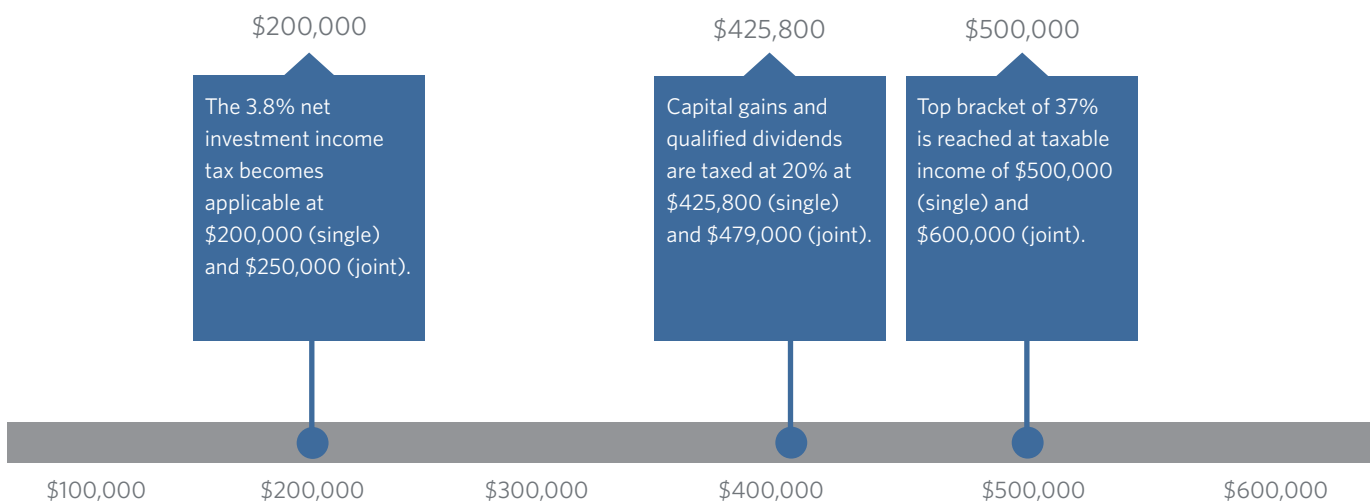 $200,000
The 3.8% net
investment income
tax becomes
applicable at
$200,000 (single)
and $250,000 (joint).
$425,800
Capital gains and
qualified dividends
are taxed at 20% at
$425,800 (single)
and $479,000 (joint).
$500,000
Top bracket of 37%
is reached at taxable
income of $500,000
(single) and
$600,000 (joint).
$100,000
$200,000
$300,000
$400,000
$500,000
$600,000